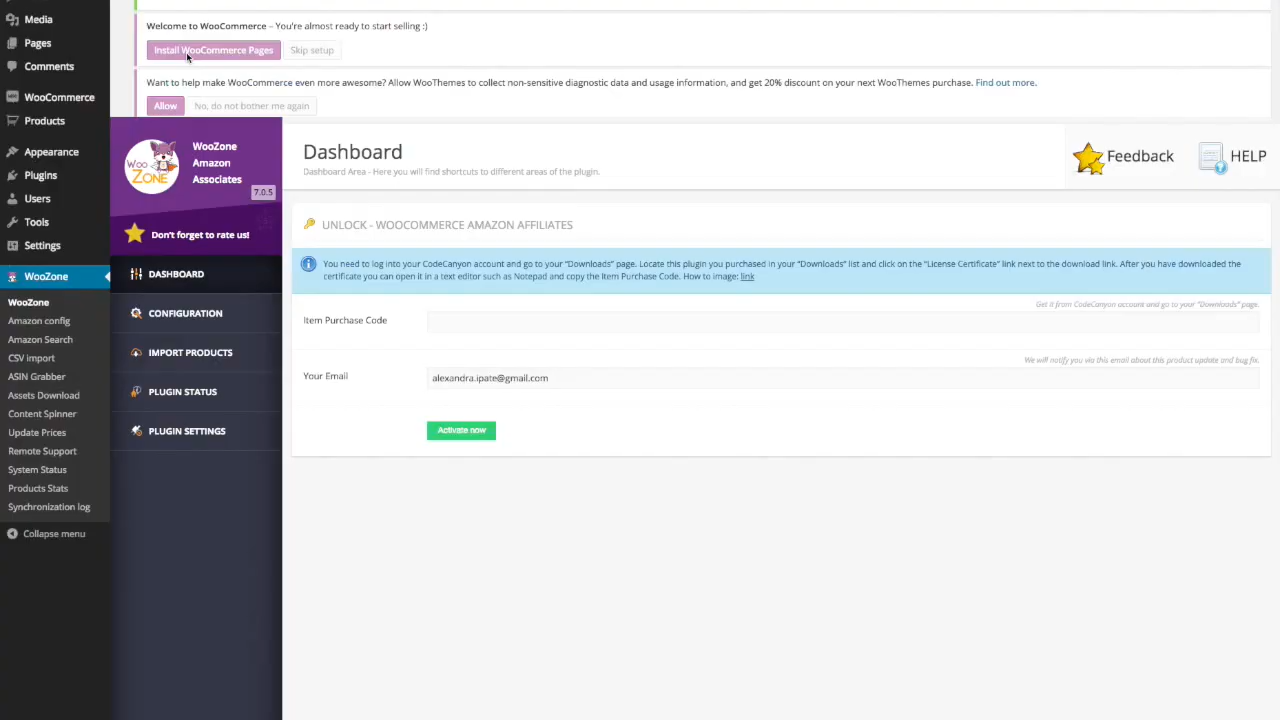 Media
Pages
Comments
WooCommerce
Products
Appearance
Plugins
Users
Tools
Settings
WooZone
WooZone
Amazon config
Amazon Search
CSV import
ASIN Grabber
Assets Download
Content Spinner
Update Prices
Remote Support
System Status
Products Stats
Synchronization log
Collapse menu
Welcome to WooCommerce – You're almost ready to start selling :)
Install WooCommerce Pages
Skip setup
Want to help make WooCommerce even more awesome? Allow WooThemes to collect non-sensitive diagnostic data and usage information, and get 20% discount on your next WooThemes purchase. Find out more.
Allow
No, do not bother me again
Woo
ZONE
WooZone
Amazon
Associates
7.0.5
Don't forget to rate us!
DASHBOARD
CONFIGURATION
IMPORT PRODUCTS
PLUGIN STATUS
PLUGIN SETTINGS
Dashboard
Dashboard Area - Here you will find shortcuts to different areas of the plugin.
Feedback
HELP
UNLOCK - WOOCOMMERCE AMAZON AFFILIATES
You need to log into your CodeCanyon account and go to your "Downloads" page. Locate this plugin you purchased in your "Downloads" list and click on the "License Certificate" link next to the download link. After you have downloaded the
certificate you can open it in a text editor such as Notepad and copy the Item Purchase Code. How to image: link
Get it from CodeCanyon account and go to your "Downloads" page.
Item Purchase Code
We will notify you via this email about this product update and bug fix.
Your Email
alexandra.ipate@gmail.com
Activate now